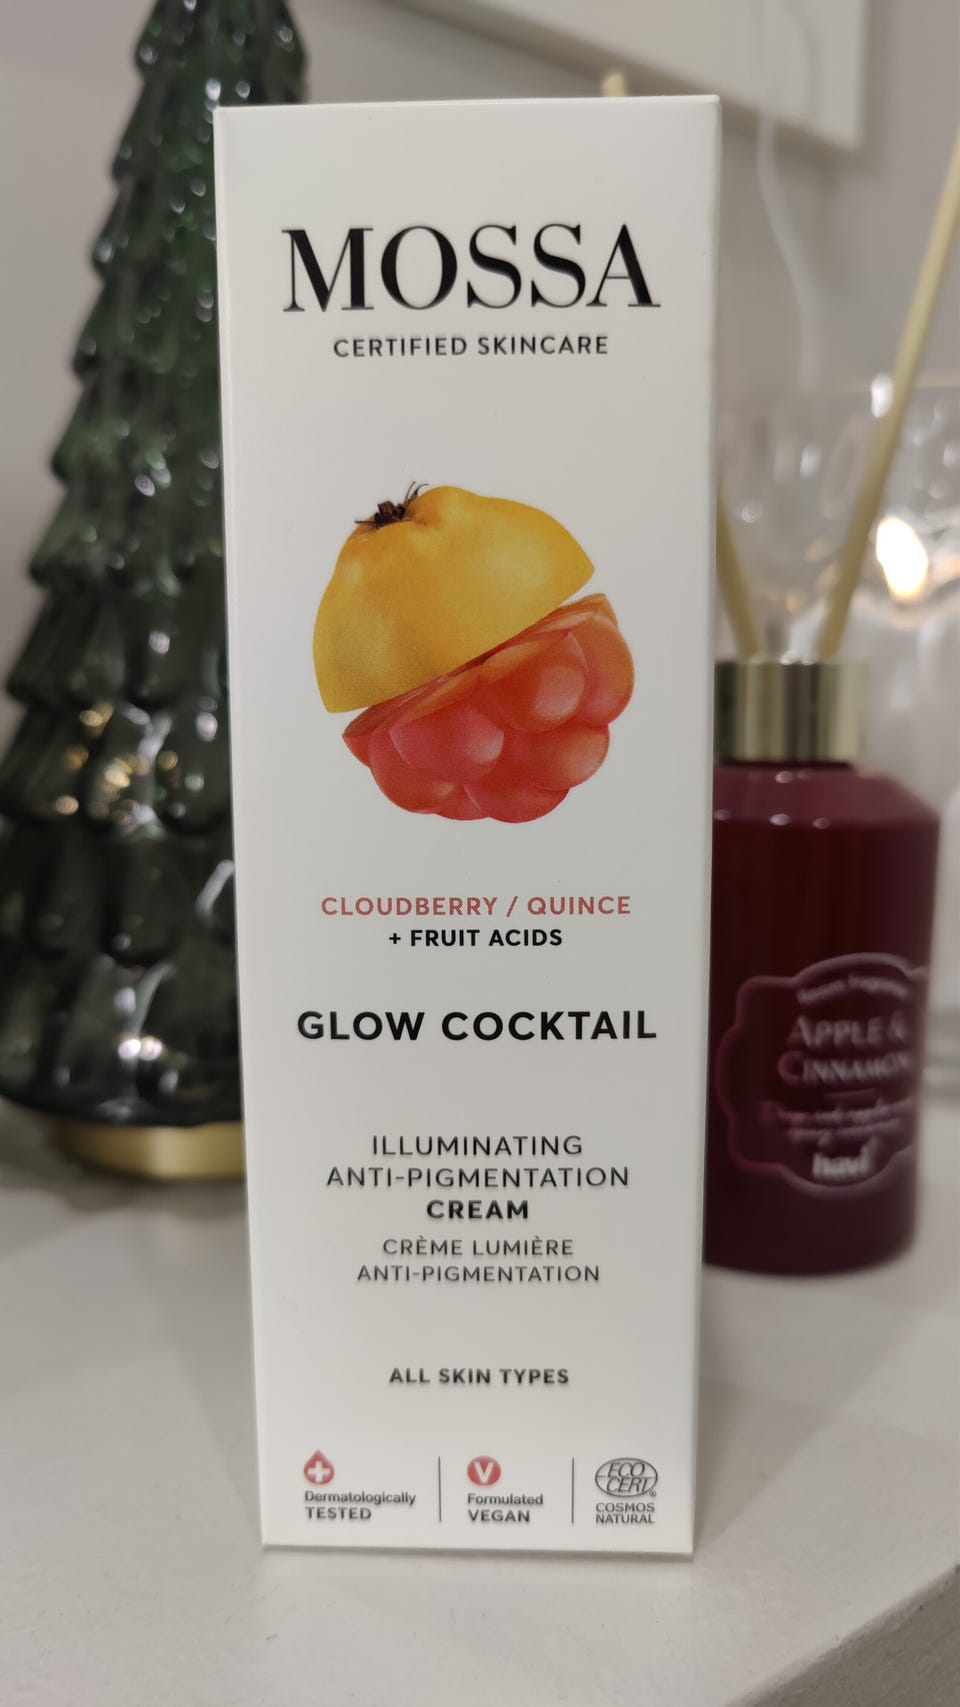 MOSSA
CERTIFIED SKINCARE
CLOUDBERRY / QUINCE
+ FRUIT ACIDS
GLOW COCKTAIL
ILLUMINATING
ANTI-PIGMENTATION
CREAM
CRÈME LUMIÈRE
ANTI-PIGMENTATION
ALL SKIN TYPES
Dermatologically
TESTED
V
Formulated
VEGAN
ECO
CERT®
COSMOS
NATURAL
APPLE &
CINNAMON
havi